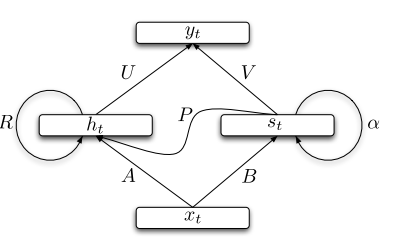 y_t
U V
P
R h_t s_t α
A B
x_t